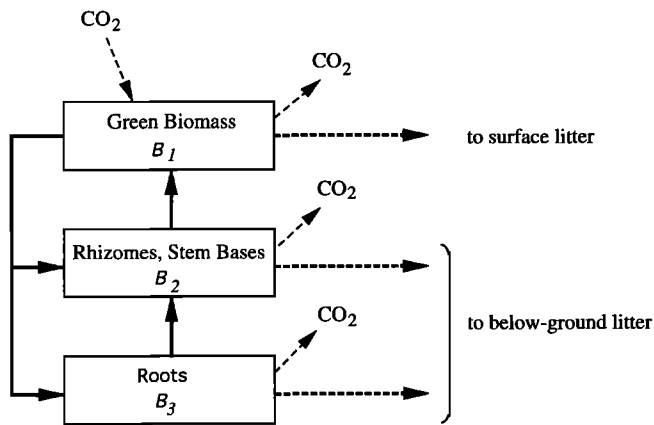 CO2
CO2
Green Biomass
B1
to surface litter
CO2
Rhizomes, Stem Bases
B2
to below-ground litter
CO2
Roots
B3